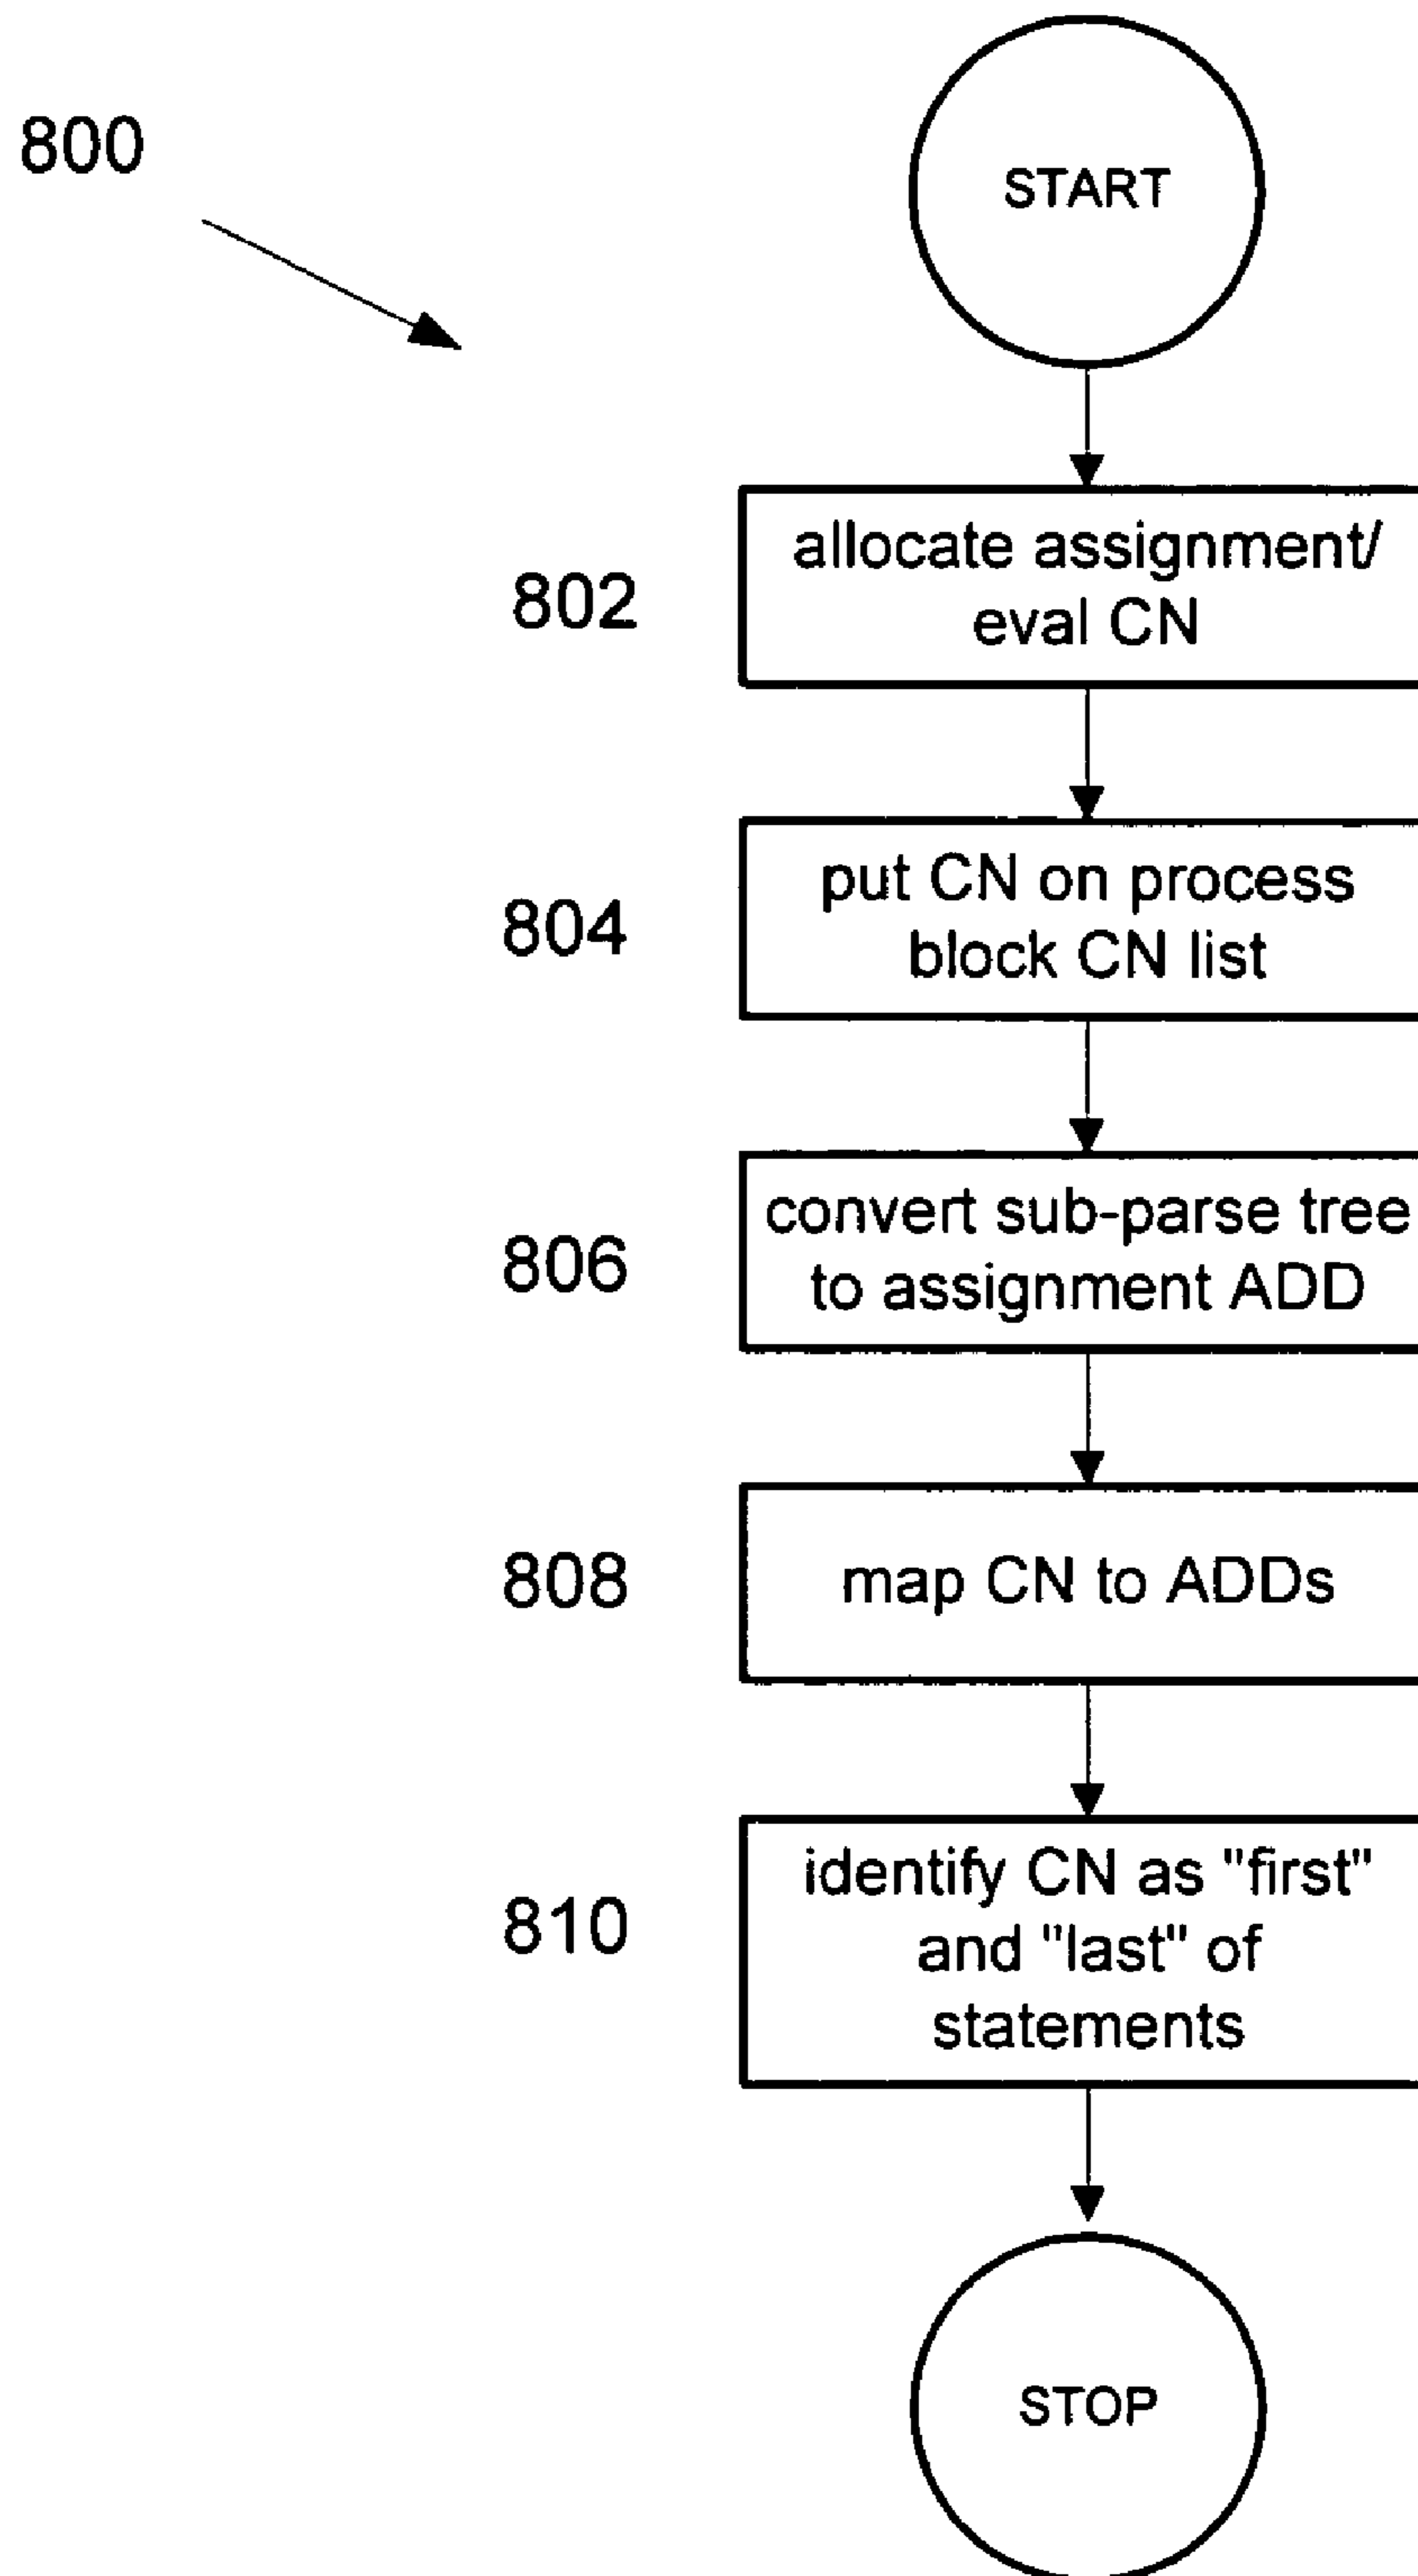 800
START
802
allocate assignment/
eval CN
804
put CN on process
block CN list
806
convert sub-parse tree
to assignment ADD
808
map CN to ADDs
810
identify CN as "first"
and "last" of
statements
STOP